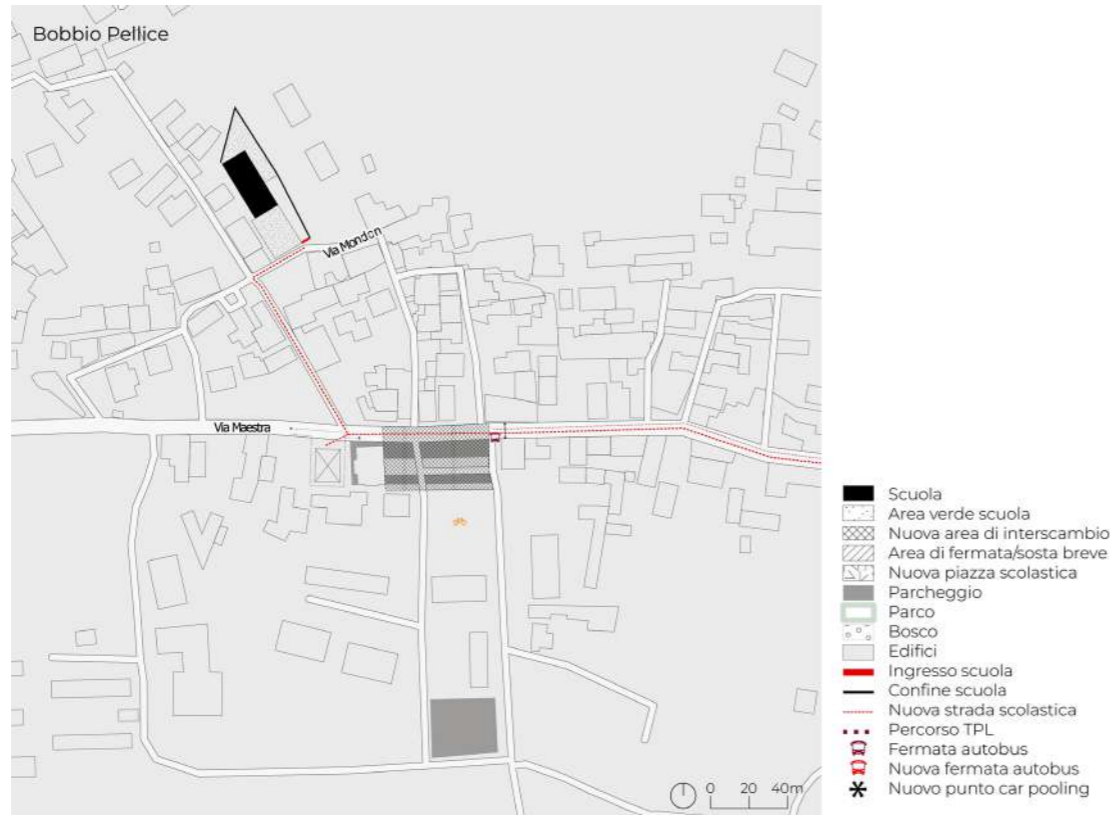 Bobbio Pellice
Via Mondon
Via Maestra
Scuola
Area verde scuola
Nuova area di interscambio
Area di fermata/sosta breve
Nuova piazza scolastica
Parcheggio
Parco
Bosco
Edifici
Ingresso scuola
Confine scuola
Nuova strada scolastica
Percorso TPL
Fermata autobus
Nuova fermata autobus
Nuovo punto car pooling
0 20 40m